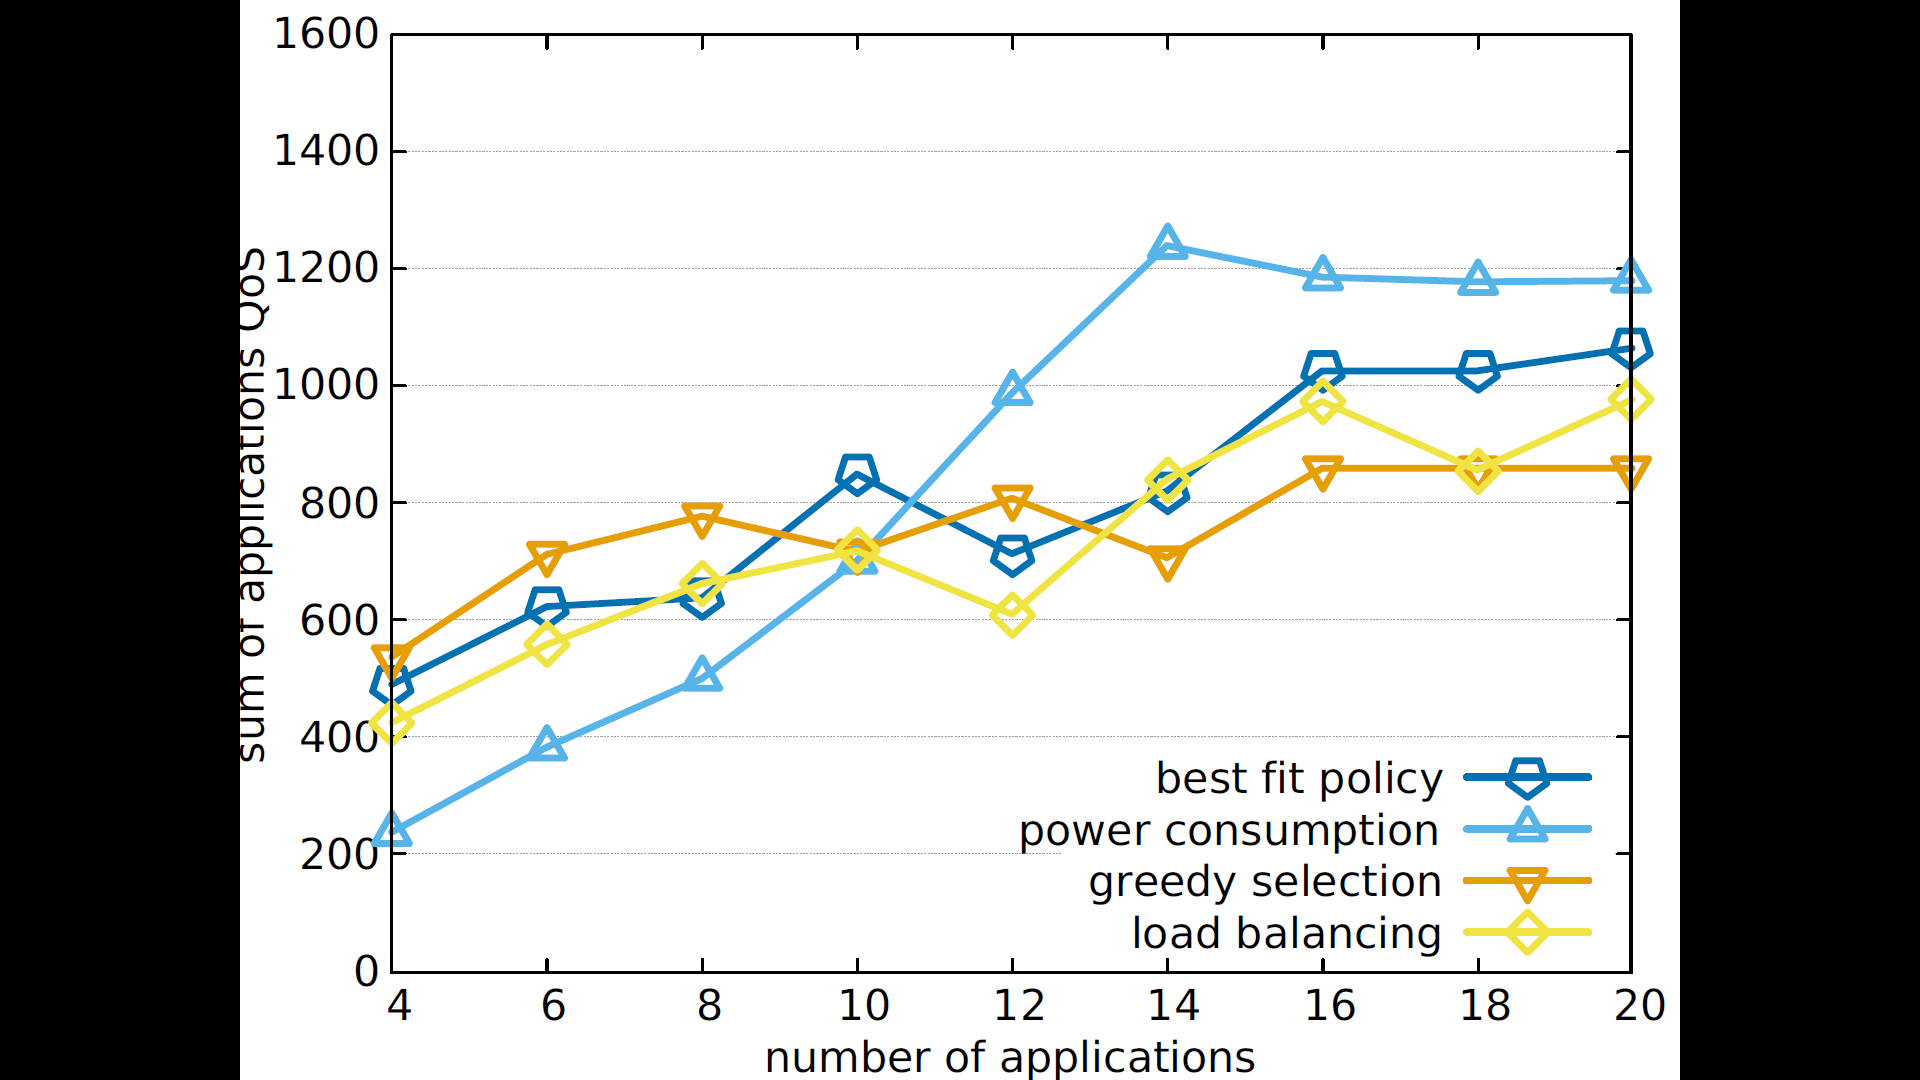 1600
1400
1200
1000
800
600
400
200
0
sum of applications QoS
4 6 8 10 12 14 16 18 20
number of applications
best fit policy
power consumption
greedy selection
load balancing